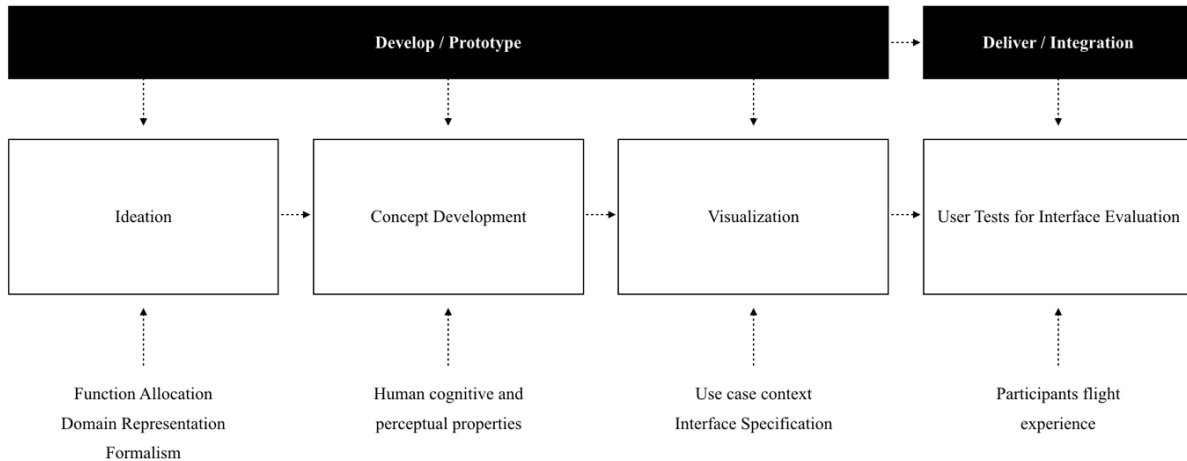 Develop / Prototype
Deliver / Integration
Ideation
Concept Development
Visualization
User Tests for Interface Evaluation
Function Allocation
Domain Representation
Formalism
Human cognitive and
perceptual properties
Use case context
Interface Specification
Participants flight
experience